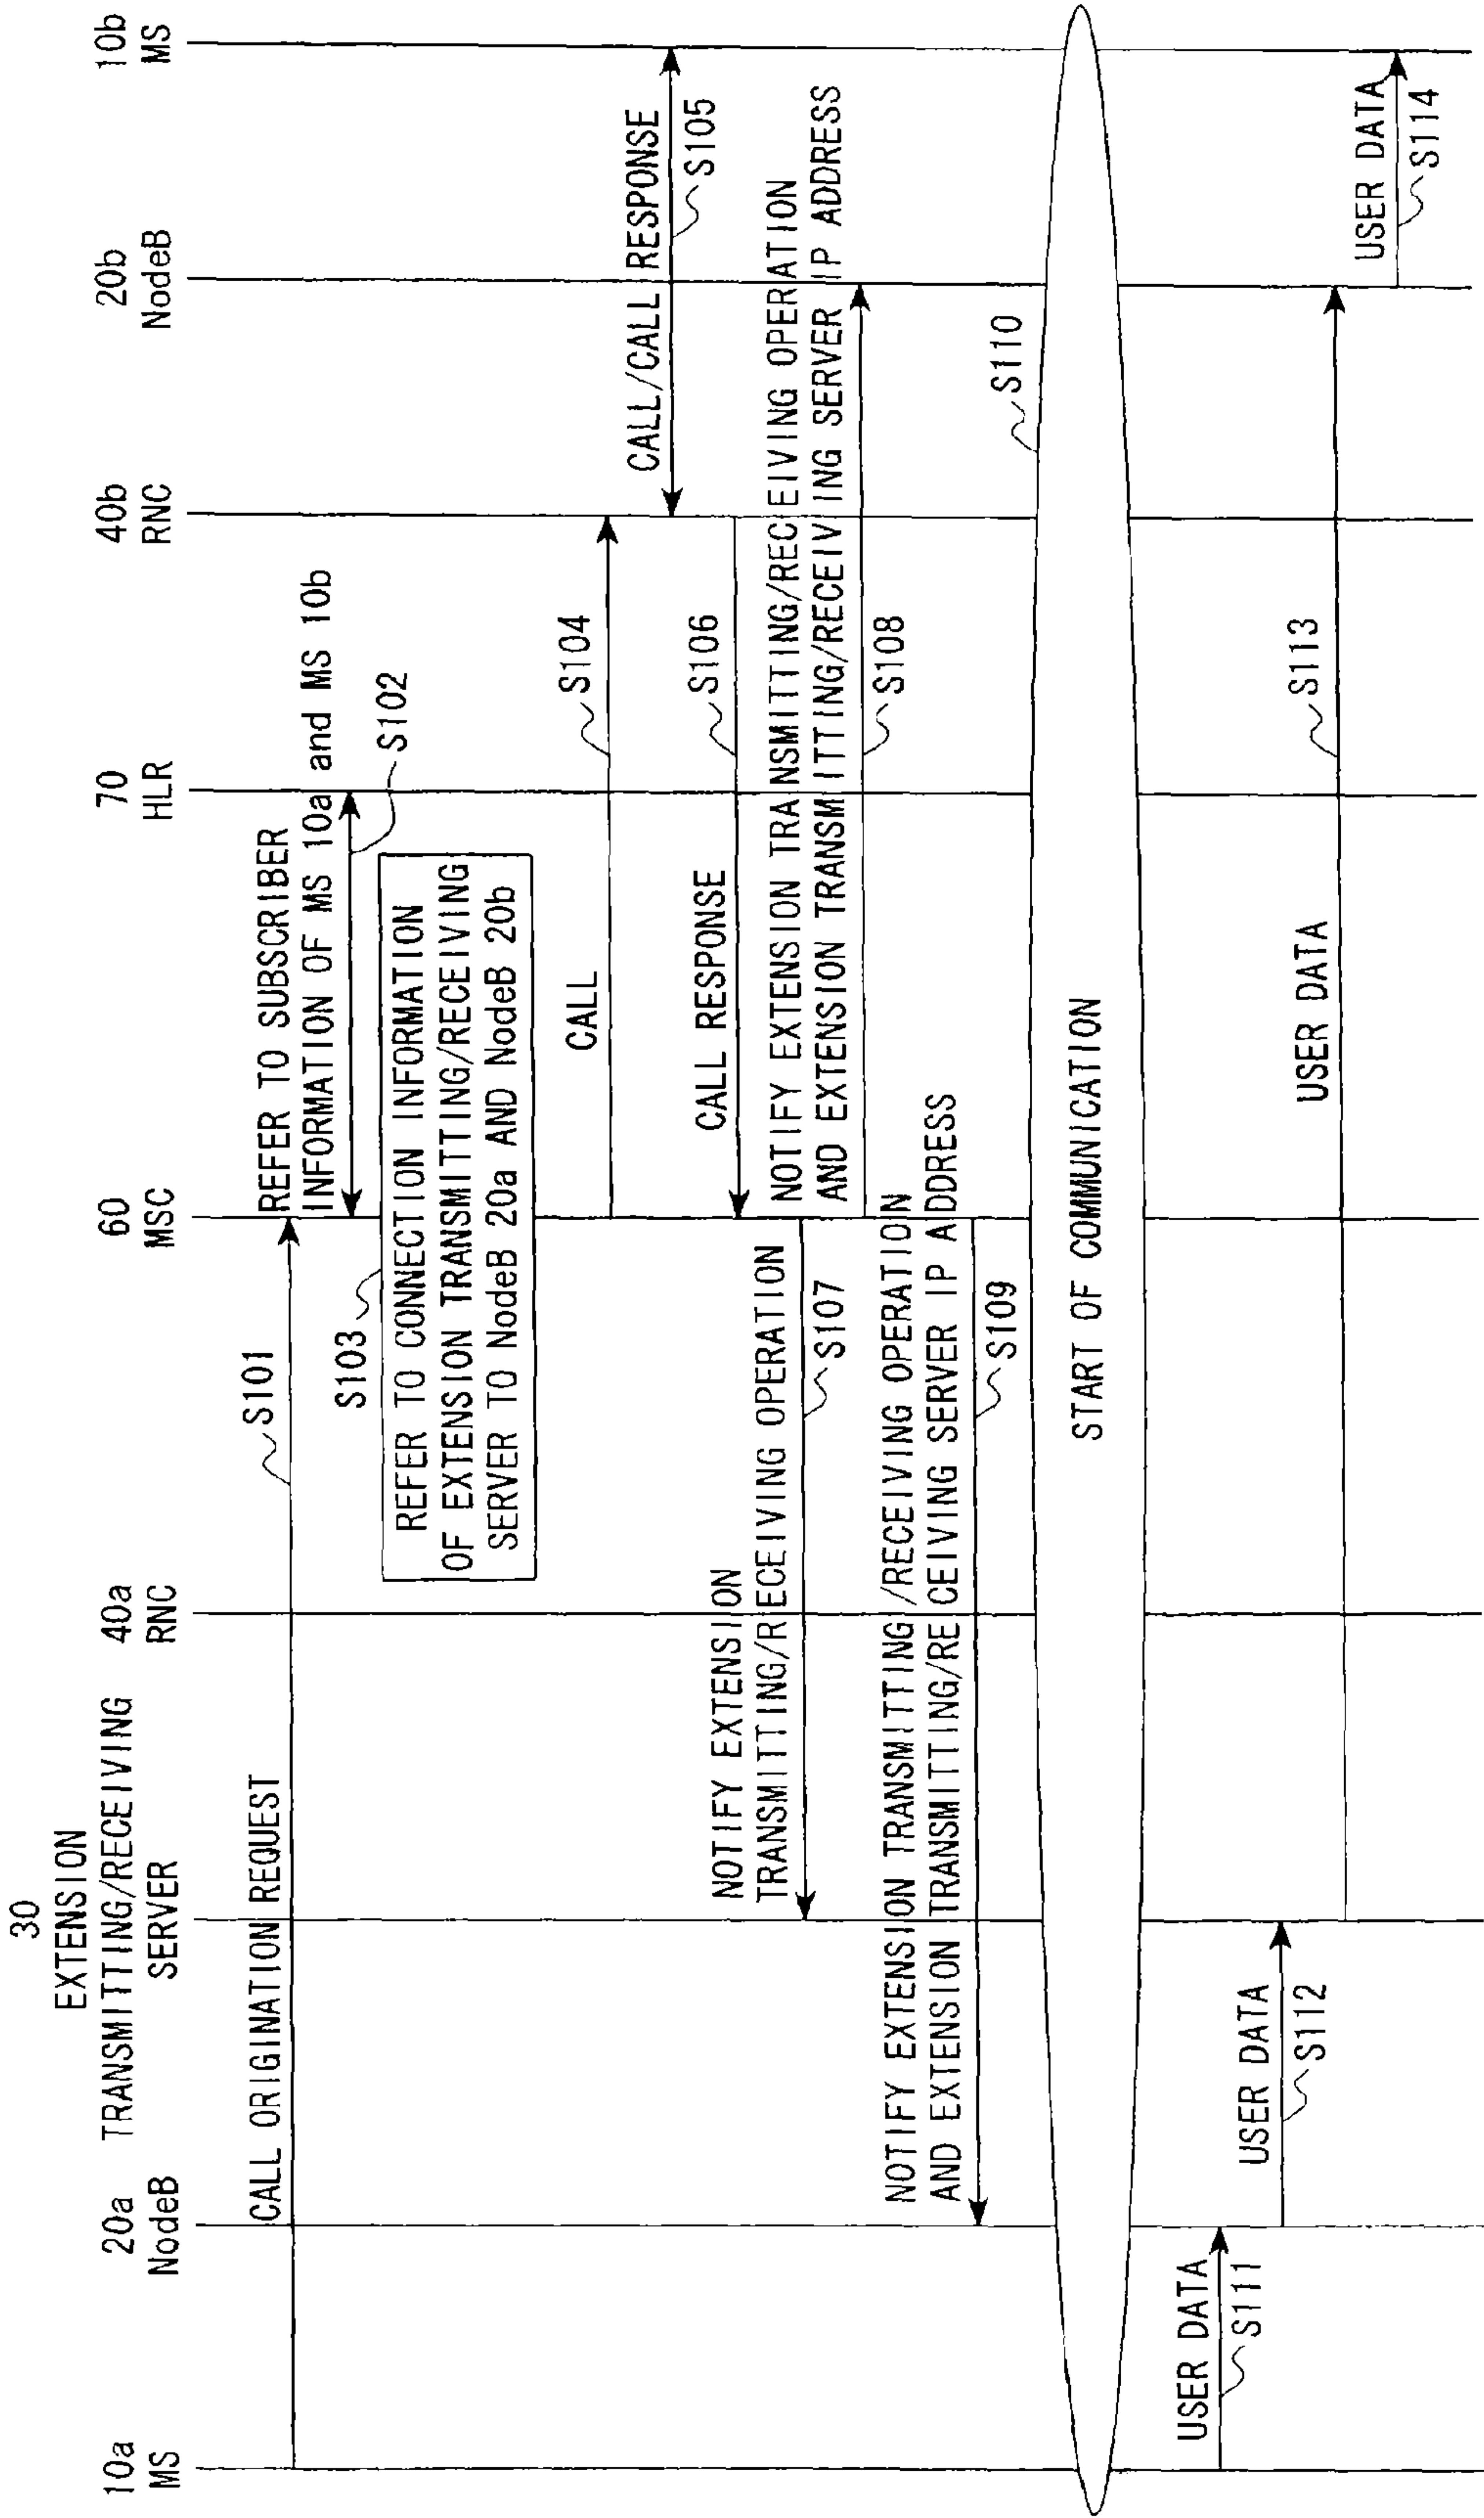 10a
MS
20a
NodeB
30
EXTENSION
TRANSMITTING/RECEIVING
SERVER
40a
RNC
60
MSC
70
HLR
40b
RNC
20b
NodeB
10b
MS
CALL ORIGINATION REQUEST
S101
REFER TO SUBSCRIBER
INFORMATION OF MS 10a and MS 10b
S102
S103
REFER TO CONNECTION INFORMATION
OF EXTENSION TRANSMITTING/RECEIVING
SERVER TO NodeB 20a AND NodeB 20b
CALL
S104
CALL/CALL RESPONSE
S105
CALL RESPONSE
S106
NOTIFY EXTENSION
TRANSMITTING/RECEIVING OPERATION
S107
NOTIFY EXTENSION TRANSMITTING/RECEIVING OPERATION
AND EXTENSION TRANSMITTING/RECEIVING SERVER IP ADDRESS
S108
NOTIFY EXTENSION TRANSMITTING/RECEIVING OPERATION
AND EXTENSION TRANSMITTING/RECEIVING SERVER IP ADDRESS
S109
S110
START OF COMMUNICATION
USER DATA
S111
USER DATA
S112
USER DATA
S113
USER DATA
S114